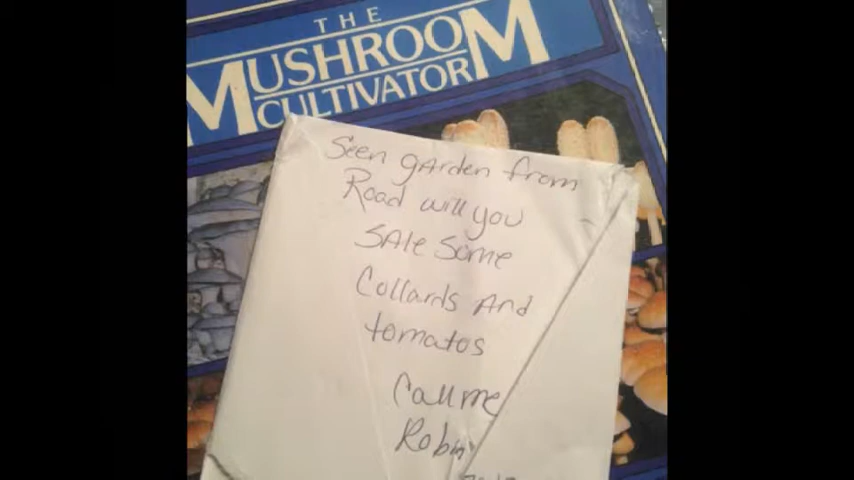 THE
MUSHROOM
CULTIVATOR
Seen garden from
Road will you
Sale Some
Collards And
tomatos
Call me
Robin